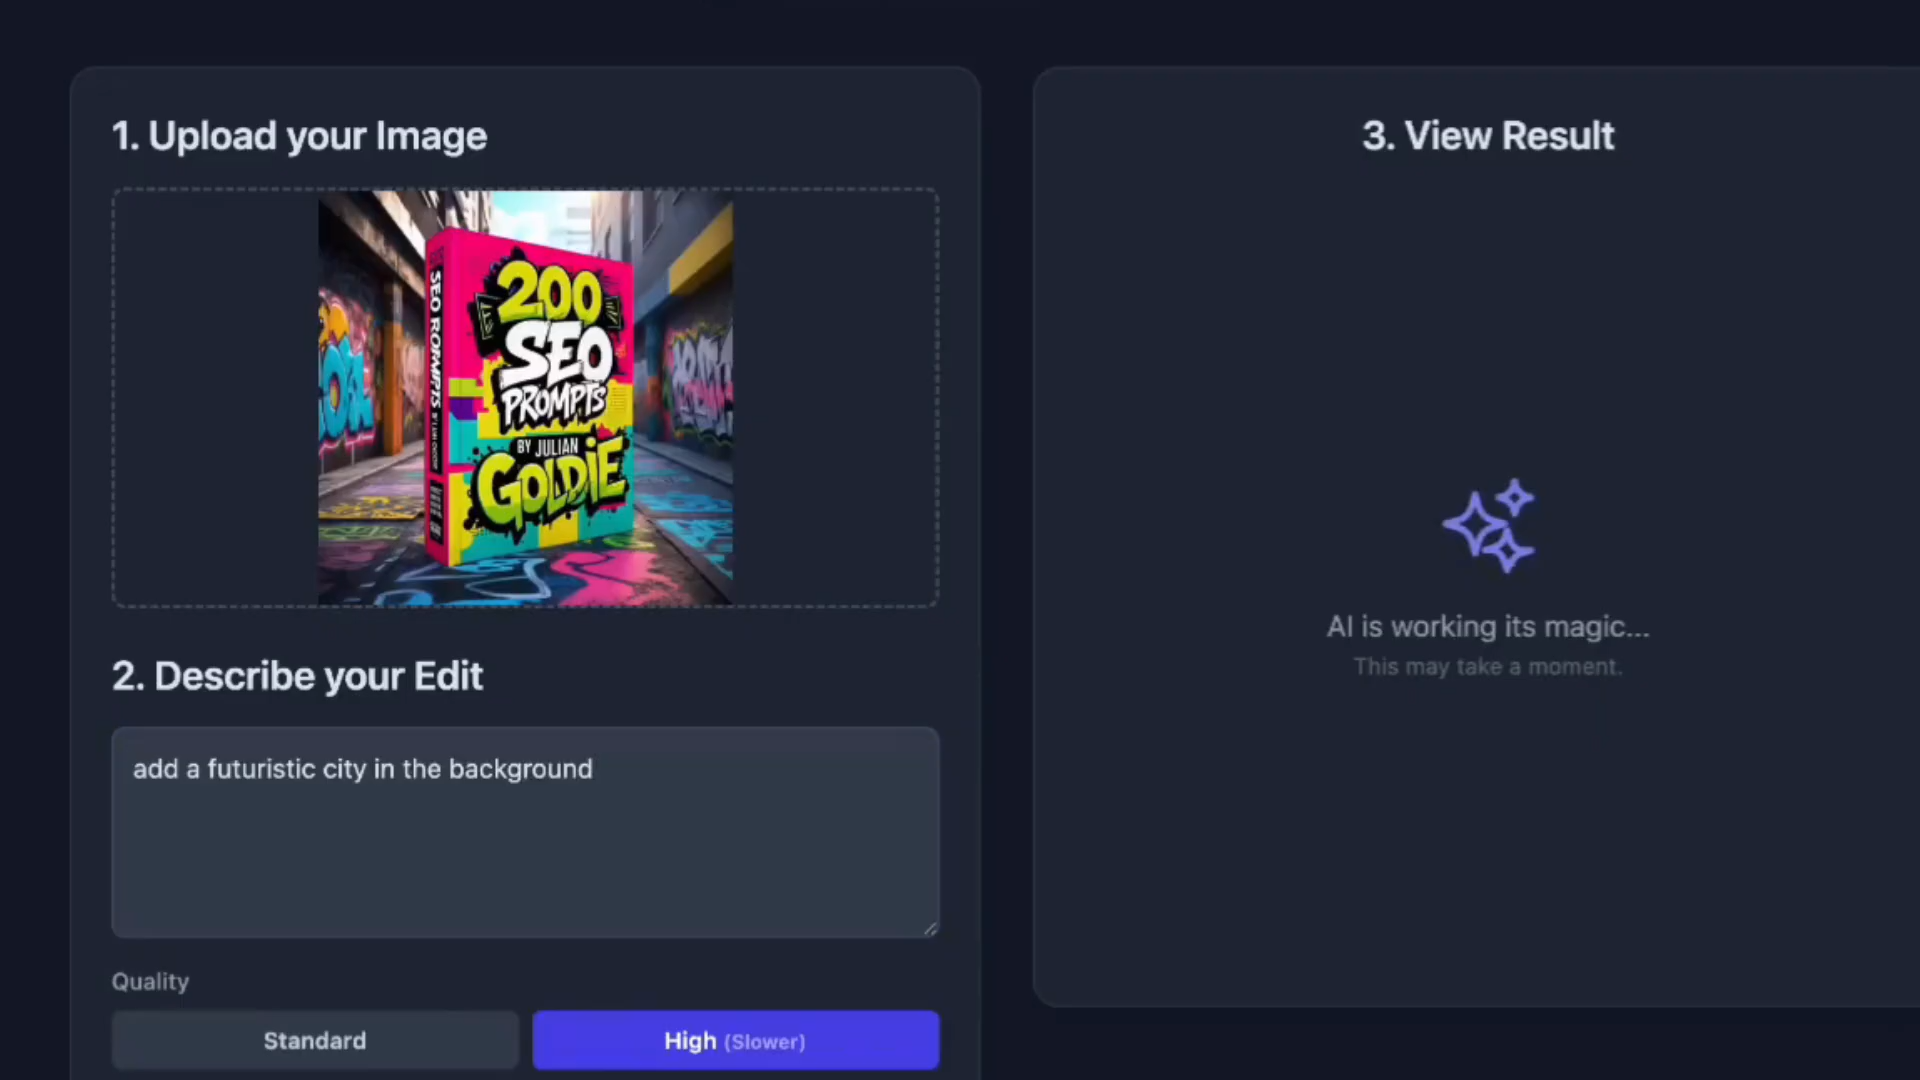 1. Upload your Image
200
SEO
PROMPTS
BY JULIAN
GOLDIE
SEO ROMPTS
2. Describe your Edit
add a futuristic city in the background
Quality
Standard
High (Slower)
3. View Result
AI is working its magic...
This may take a moment.